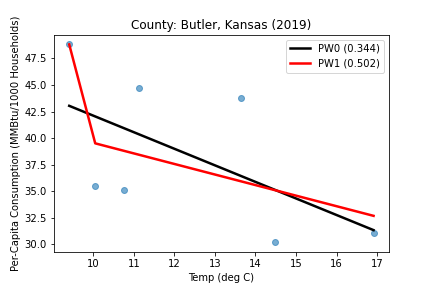 County: Butler, Kansas (2019)
PW0 (0.344)
PW1 (0.502)
Per-Capita Consumption (MMBtu/1000 Households)
47.5
45.0
42.5
40.0
37.5
35.0
32.5
30.0
10 11 12 13 14 15 16 17
Temp (deg C)